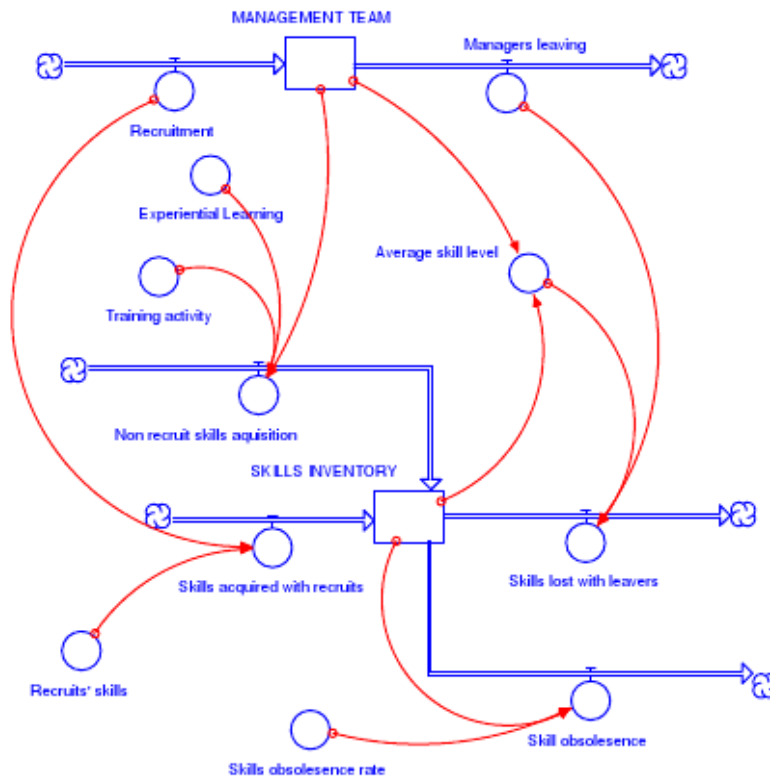 MANAGEMENT TEAM
Managers leaving
Recruitment
Experiential Learning
Average skill level
Training activity
Non recruit skills aquisition
SKILLS INVENTORY
Skills acquired with recruits
Skills lost with leavers
Recruits' skills
Skill obsolesence
Skills obsolesence rate